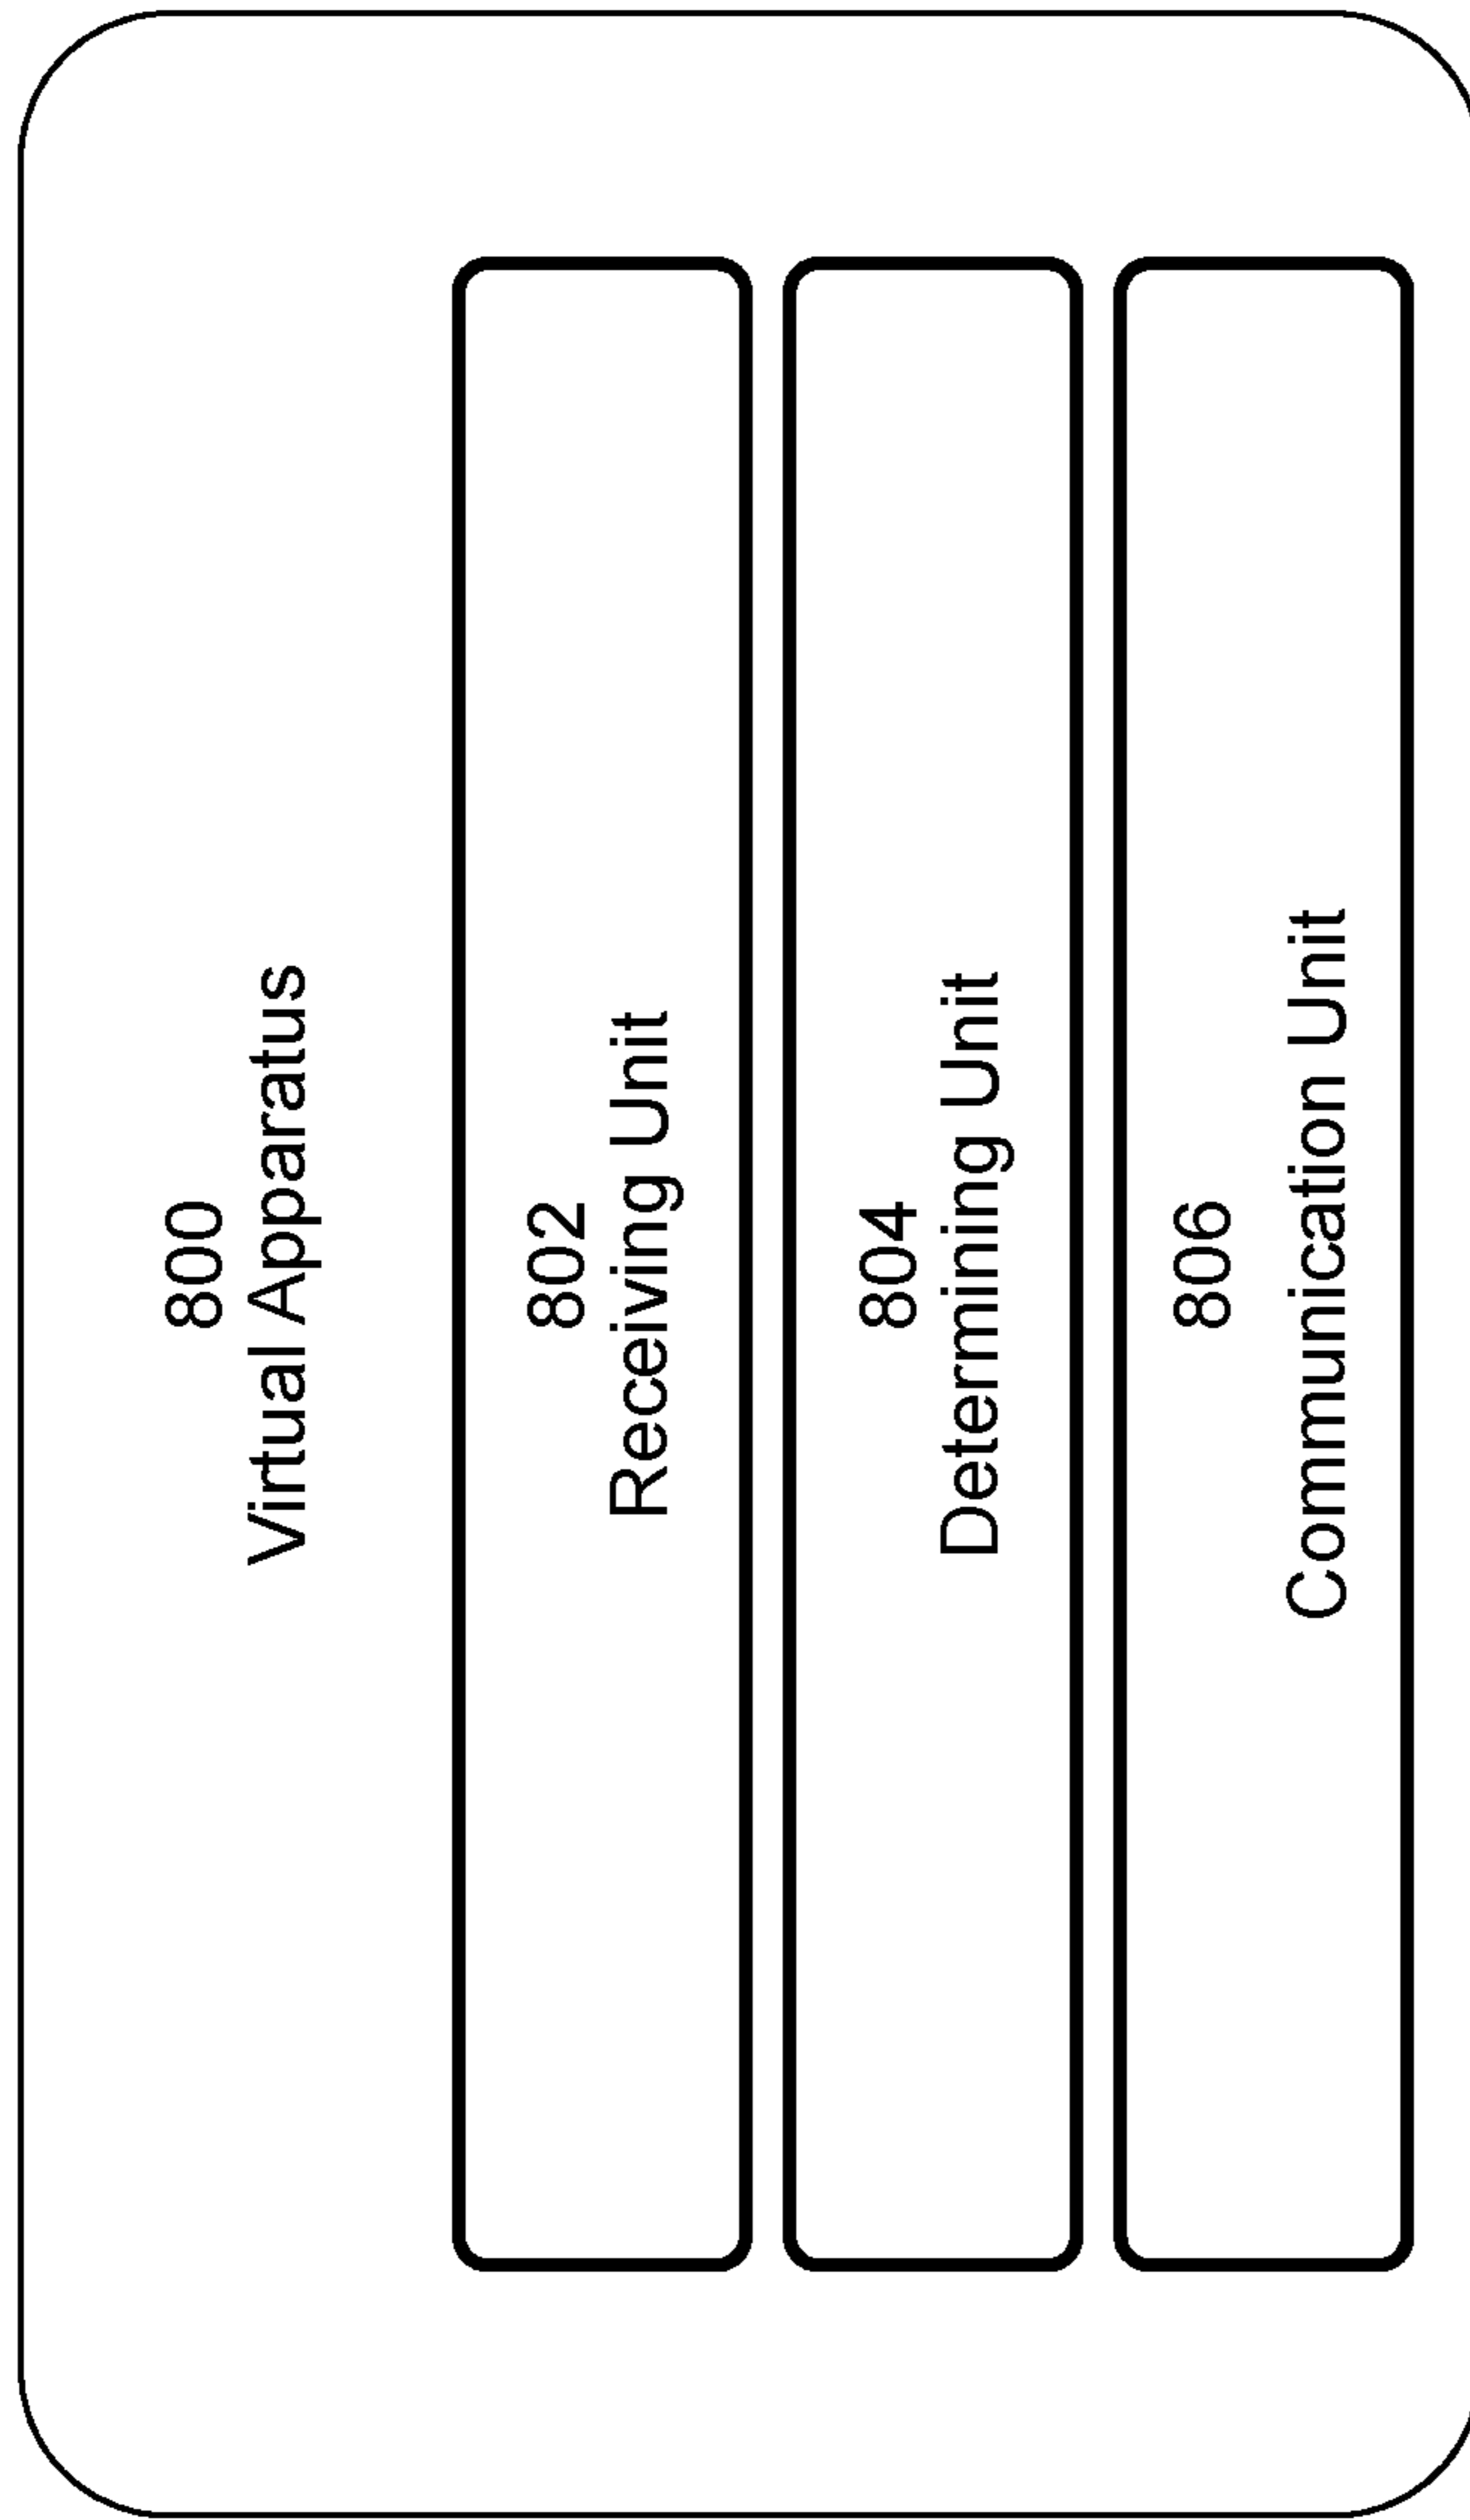 800
Virtual Apparatus
802
Receiving Unit
804
Determining Unit
806
Communication Unit